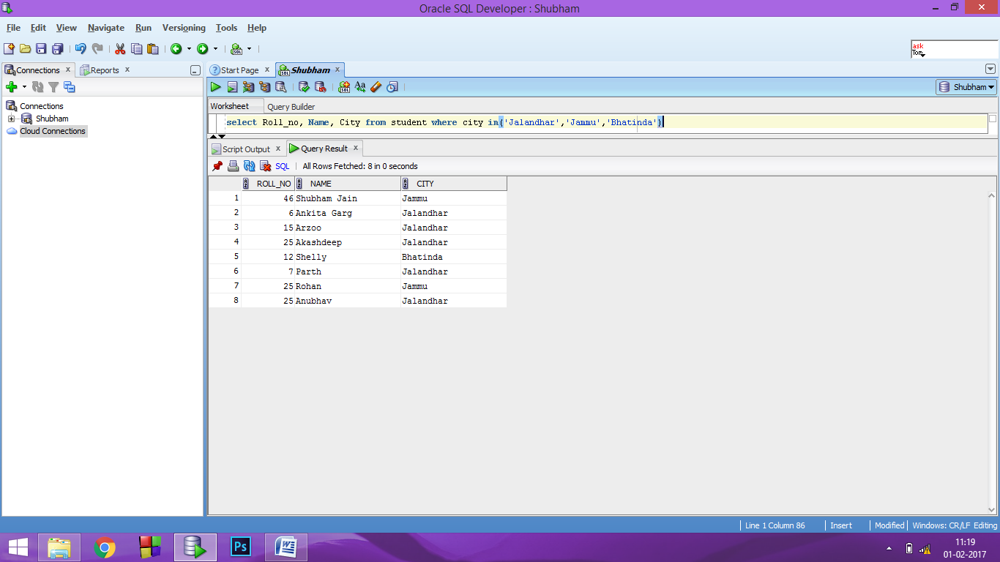 Oracle SQL Developer : Shubham
File Edit View Navigate Run Versioning Tools Help
ask
Tom
Connections x Reports x
Start Page x Shubham x
SQL
Shubham
Connections
Shubham
Cloud Connections
Worksheet Query Builder
select Roll_no, Name, City from student where city in('Jalandhar','Jammu','Bhatinda')
Script Output x Query Result x
SQL All Rows Fetched: 8 in 0 seconds
ROLL_NO NAME CITY
1 46 Shubham Jain Jammu
2 6 Ankita Garg Jalandhar
3 15 Arzoo Jalandhar
4 25 Akashdeep Jalandhar
5 12 Shelly Bhatinda
6 7 Parth Jalandhar
7 25 Rohan Jammu
8 25 Anubhav Jalandhar
Line 1 Column 86 Insert Modified Windows: CR/LF Editing
Ps
W
11:19
01-02-2017